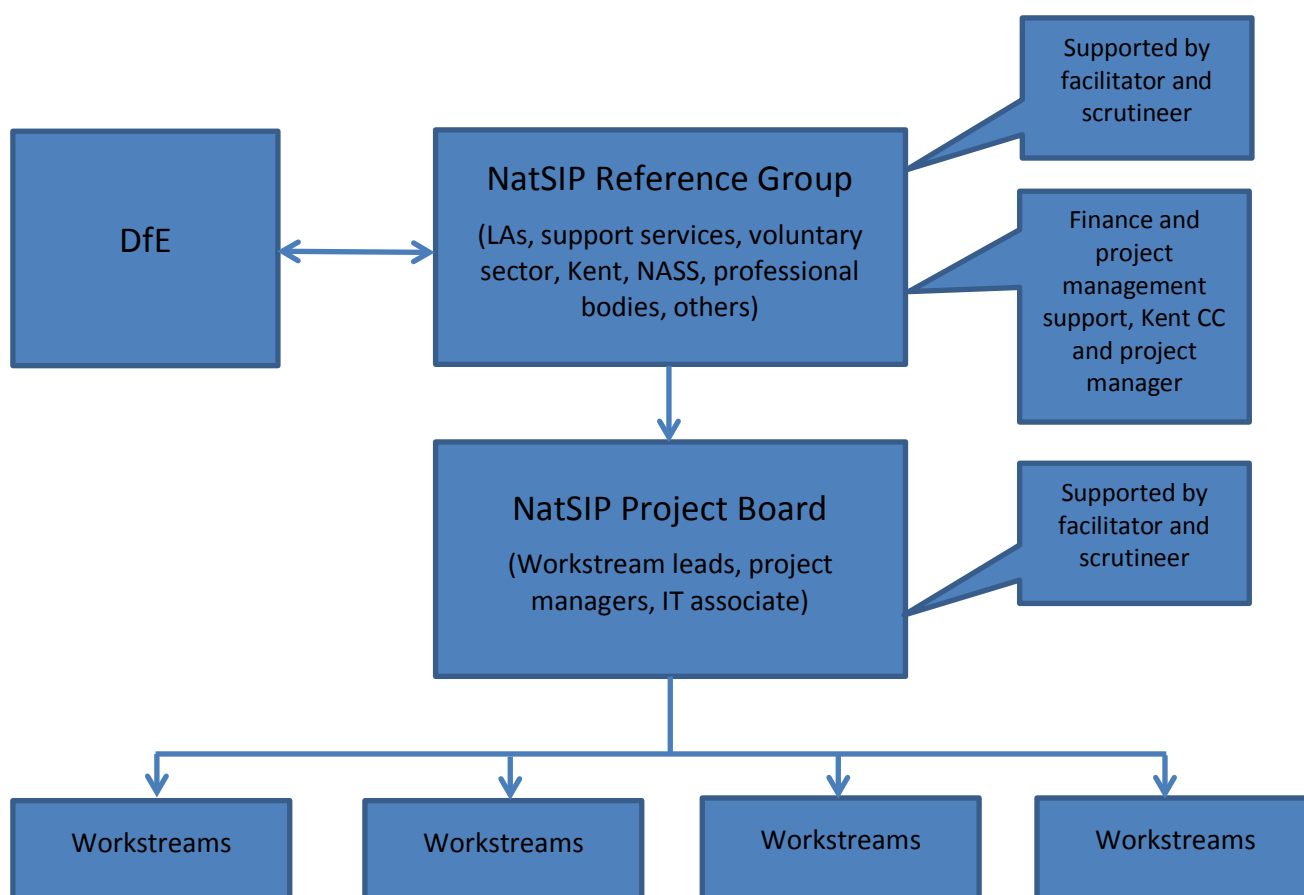 Supported by
facilitator and
scrutineer
DfE
NatSIP Reference Group
(LAs, support services, voluntary
sector, Kent, NASS, professional
bodies, others)
Finance and
project
management
support, Kent CC
and project
manager
NatSIP Project Board
(Workstream leads, project
managers, IT associate)
Supported by
facilitator and
scrutineer
Workstreams
Workstreams
Workstreams
Workstreams